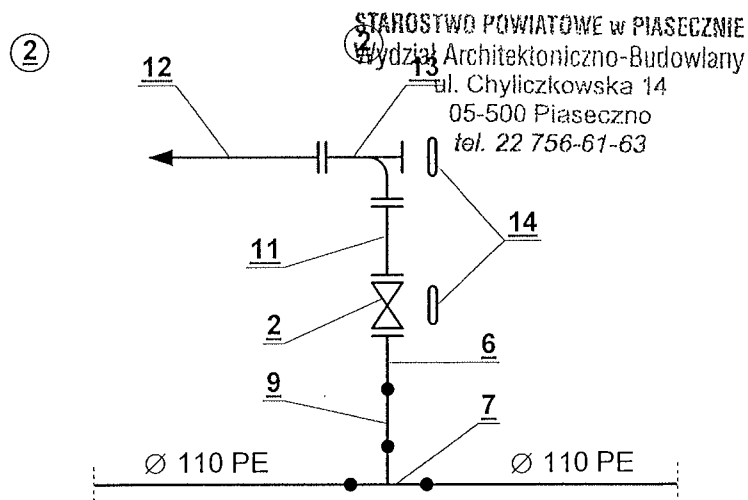 STAROSTWO POWIATOWE w PIASECZNIE
2
2
Wydział Architektoniczno-Budowlany
12
13
ul. Chyliczkowska 14
05-500 Piaseczno
tel. 22 756-61-63
14
11
2
6
9
7
Ø 110 PE
Ø 110 PE